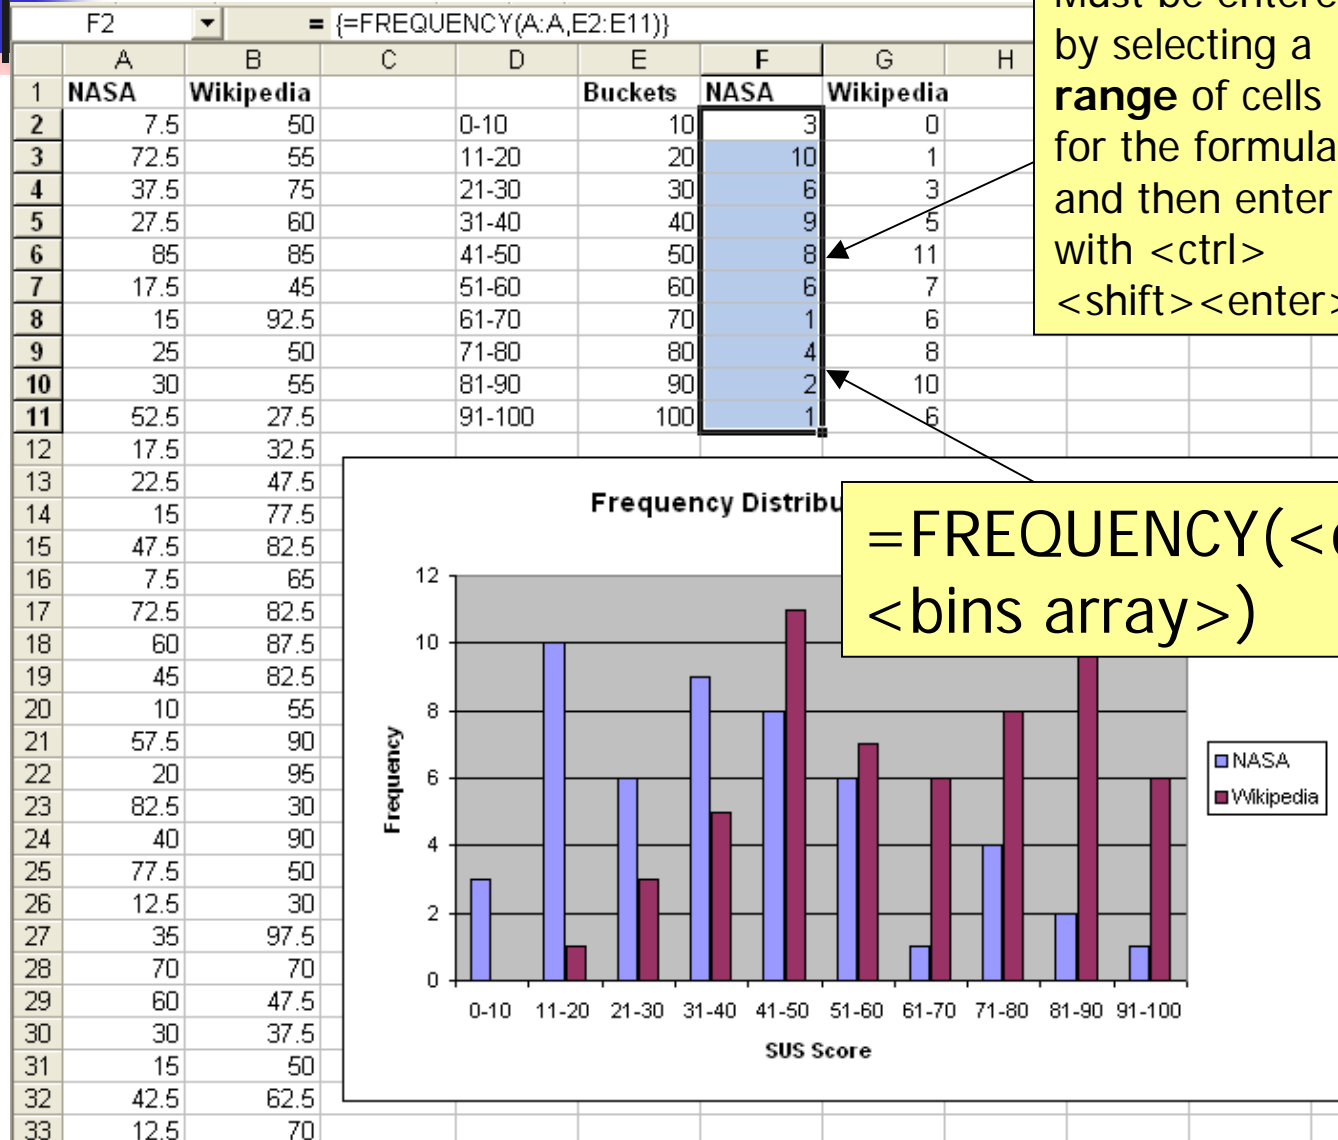 F2 = {=FREQUENCY(A:A,E2:E11)}
A B C D E F G H
1 NASA Wikipedia Buckets NASA Wikipedia
2 7.5 50 0-10 10 3 0
3 72.5 55 11-20 20 10 1
4 37.5 75 21-30 30 6 3
5 27.5 60 31-40 40 9 5
6 85 85 41-50 50 8 11
7 17.5 45 51-60 60 6 7
8 15 92.5 61-70 70 1 6
9 25 50 71-80 80 4 8
10 30 55 81-90 90 2 10
11 52.5 27.5 91-100 100 1 6
12 17.5 32.5
13 22.5 47.5
14 15 77.5
15 47.5 82.5
16 7.5 65
17 72.5 82.5
18 60 87.5
19 45 82.5
20 10 55
21 57.5 90
22 20 95
23 82.5 30
24 40 90
25 77.5 50
26 12.5 30
27 35 97.5
28 70 70
29 60 47.5
30 30 37.5
31 15 50
32 42.5 62.5
33 12.5 70
Must be entere
by selecting a
range of cells
for the formula
and then enter
with <ctrl>
<shift><enter>
Frequency Distribu
=FREQUENCY(<
<bins array>)
12
10
8
6
4
2
0
Frequency
0-10 11-20 21-30 31-40 41-50 51-60 61-70 71-80 81-90 91-100
SUS Score
NASA
Wikipedia